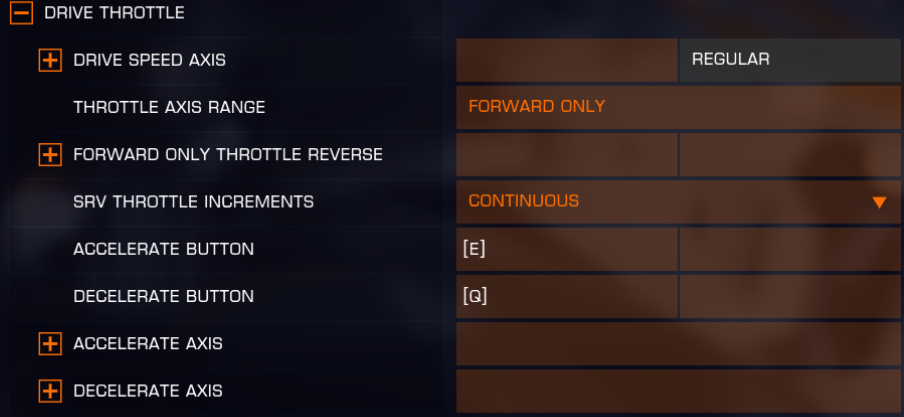 DRIVE THROTTLE
DRIVE SPEED AXIS REGULAR
THROTTLE AXIS RANGE FORWARD ONLY
FORWARD ONLY THROTTLE REVERSE
SRV THROTTLE INCREMENTS CONTINUOUS
ACCELERATE BUTTON [E]
DECELERATE BUTTON [Q]
ACCELERATE AXIS
DECELERATE AXIS